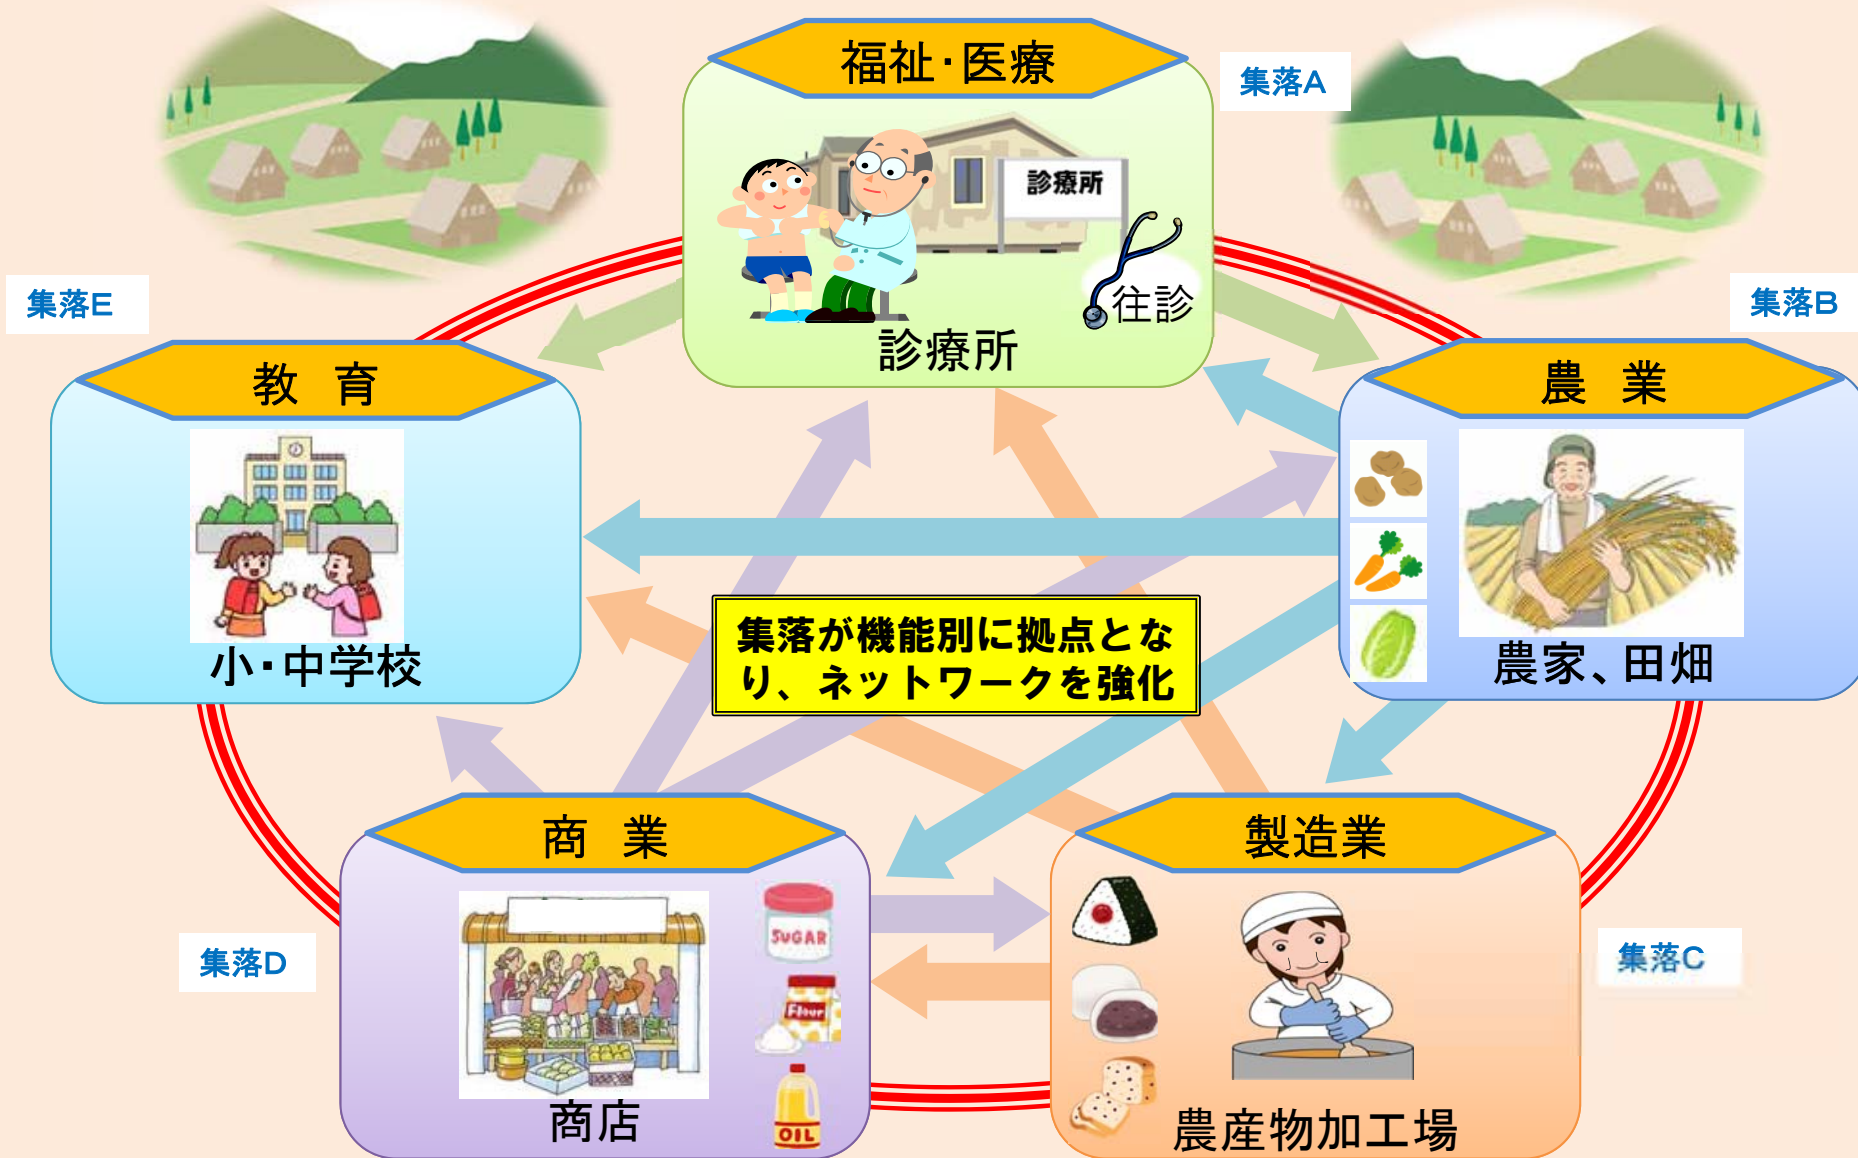 福祉・医療
集落A
診療所
往診
診療所
集落E
集落B
教　育
農　業
小・中学校
農家、田畑
集落が機能別に拠点とな
り、ネットワークを強化
商　業
製造業
SUGAR
Flour
OIL
集落D
集落C
商店
農産物加工場